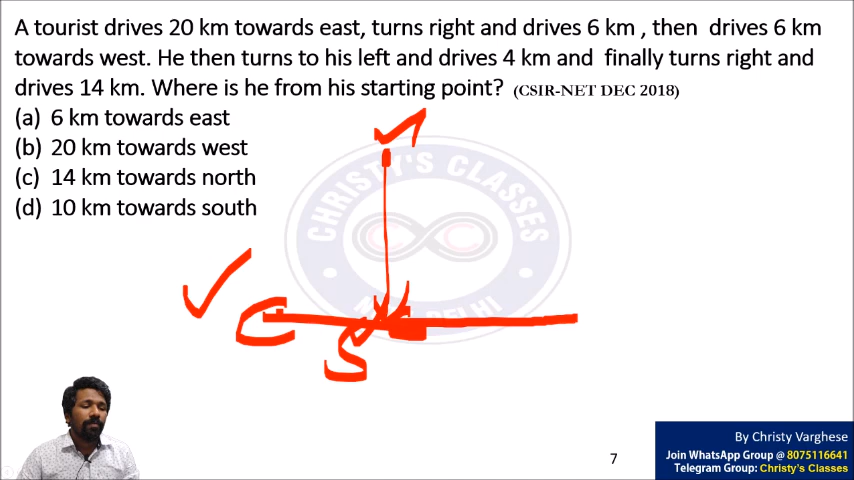 A tourist drives 20 km towards east, turns right and drives 6 km , then drives 6 km
towards west. He then turns to his left and drives 4 km and finally turns right and
drives 14 km. Where is he from his starting point? (CSIR-NET DEC 2018)
(a) 6 km towards east
(b) 20 km towards west
(c) 14 km towards north
(d) 10 km towards south
CHRISTY'S CLASSES
S
By Christy Varghese
7
Join WhatsApp Group @ 8075116641
Telegram Group: Christy's Classes